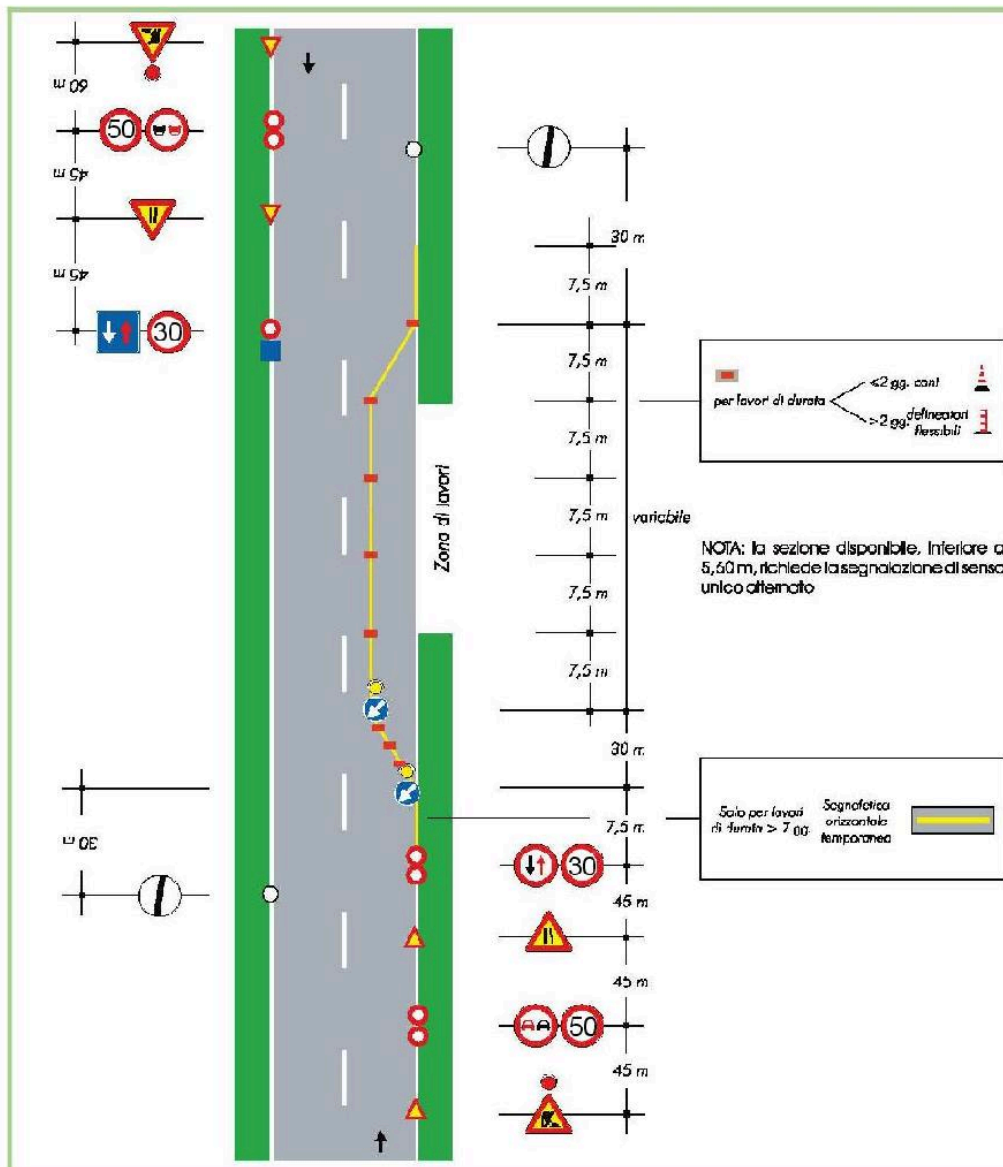 60 m
50
45 m
45 m
30
30 m
7,5 m
7,5 m
7,5 m
7,5 m
7,5 m
7,5 m
variabile
30 m
7,5 m
30
45 m
45 m
50
45 m
30 m
Zona di lavori
per lavori di durata
≤2 gg. coni
>2 gg. delineatori
flessibili
NOTA: la sezione disponibile, inferiore a
5,60 m, richiede la segnalazione di senso
unico alternato
Solo per lavori
di durata > 7 gg.
Segnaletica
orizzontale
temporanea